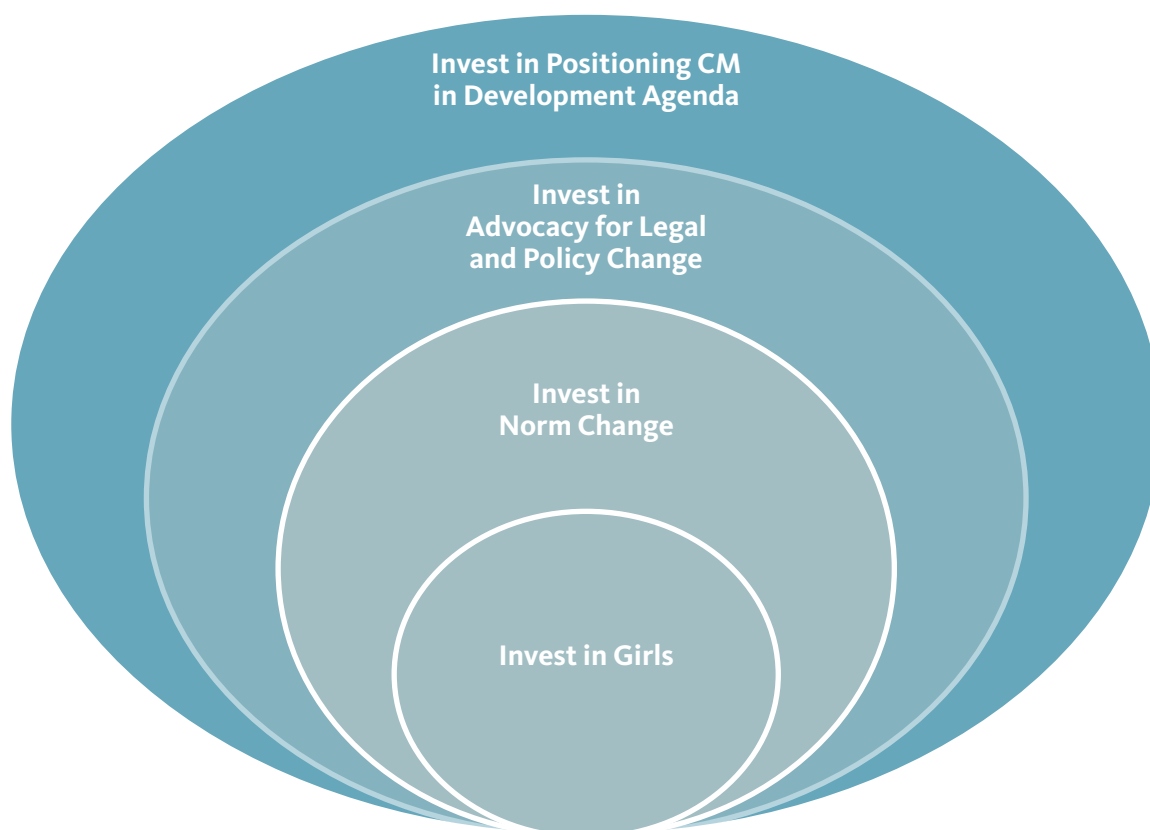 Invest in Positioning CM
in Development Agenda
Invest in
Advocacy for Legal
and Policy Change
Invest in
Norm Change
Invest in Girls